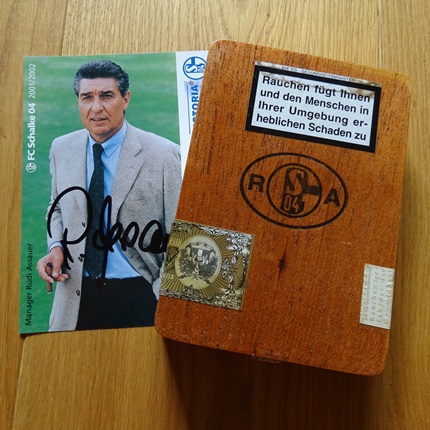 FC Schalke 04 2001/2002
Manager Rudi Assauer
Rauchen fügt Ihnen
und den Menschen in
Ihrer Umgebung er-
heblichen Schaden zu
R S 04 A